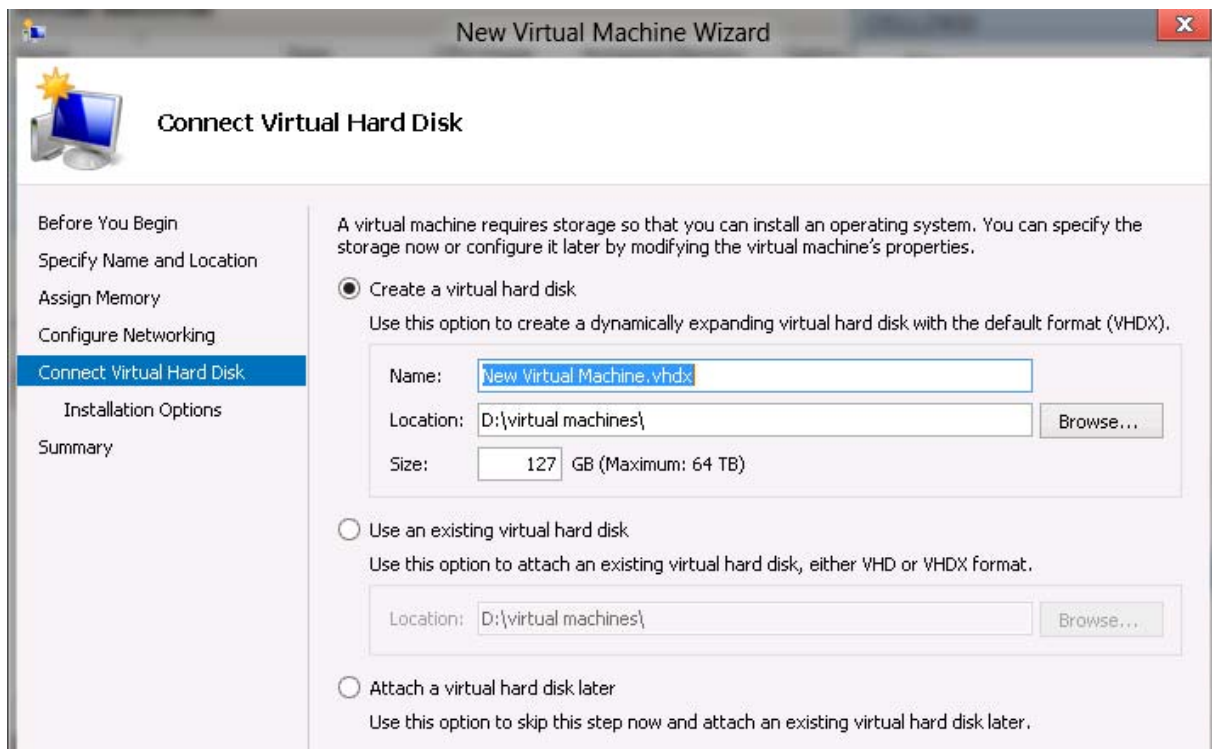 New Virtual Machine Wizard
x
Connect Virtual Hard Disk
Before You Begin
Specify Name and Location
Assign Memory
Configure Networking
Connect Virtual Hard Disk
Installation Options
Summary
A virtual machine requires storage so that you can install an operating system. You can specify the
storage now or configure it later by modifying the virtual machine's properties.
Create a virtual hard disk
Use this option to create a dynamically expanding virtual hard disk with the default format (VHDX).
Name: New Virtual Machine.vhdx
Location: D:\virtual machines\ Browse...
Size: 127 GB (Maximum: 64 TB)
Use an existing virtual hard disk
Use this option to attach an existing virtual hard disk, either VHD or VHDX format.
Location: D:\virtual machines\ Browse...
Attach a virtual hard disk later
Use this option to skip this step now and attach an existing virtual hard disk later.